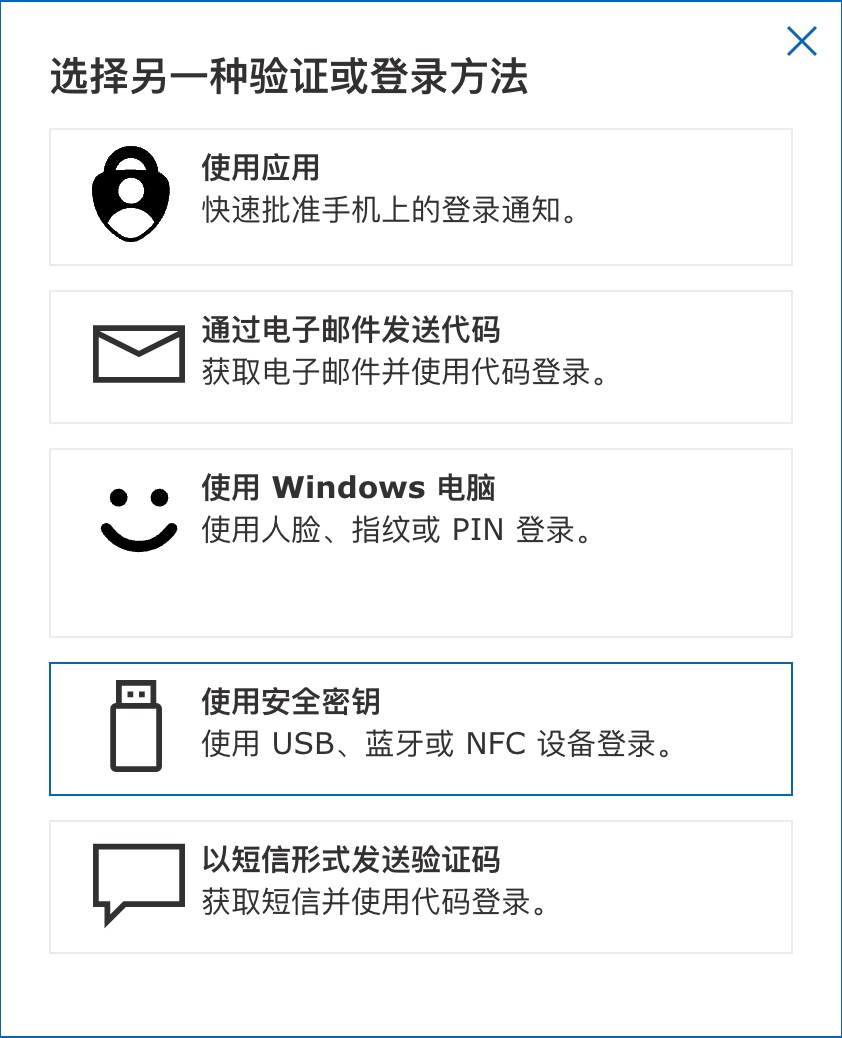 选择另一种验证或登录方法
使用应用
快速批准手机上的登录通知。
通过电子邮件发送代码
获取电子邮件并使用代码登录。
使用 Windows 电脑
使用人脸、指纹或 PIN 登录。
使用安全密钥
使用 USB、蓝牙或 NFC 设备登录。
以短信形式发送验证码
获取短信并使用代码登录。